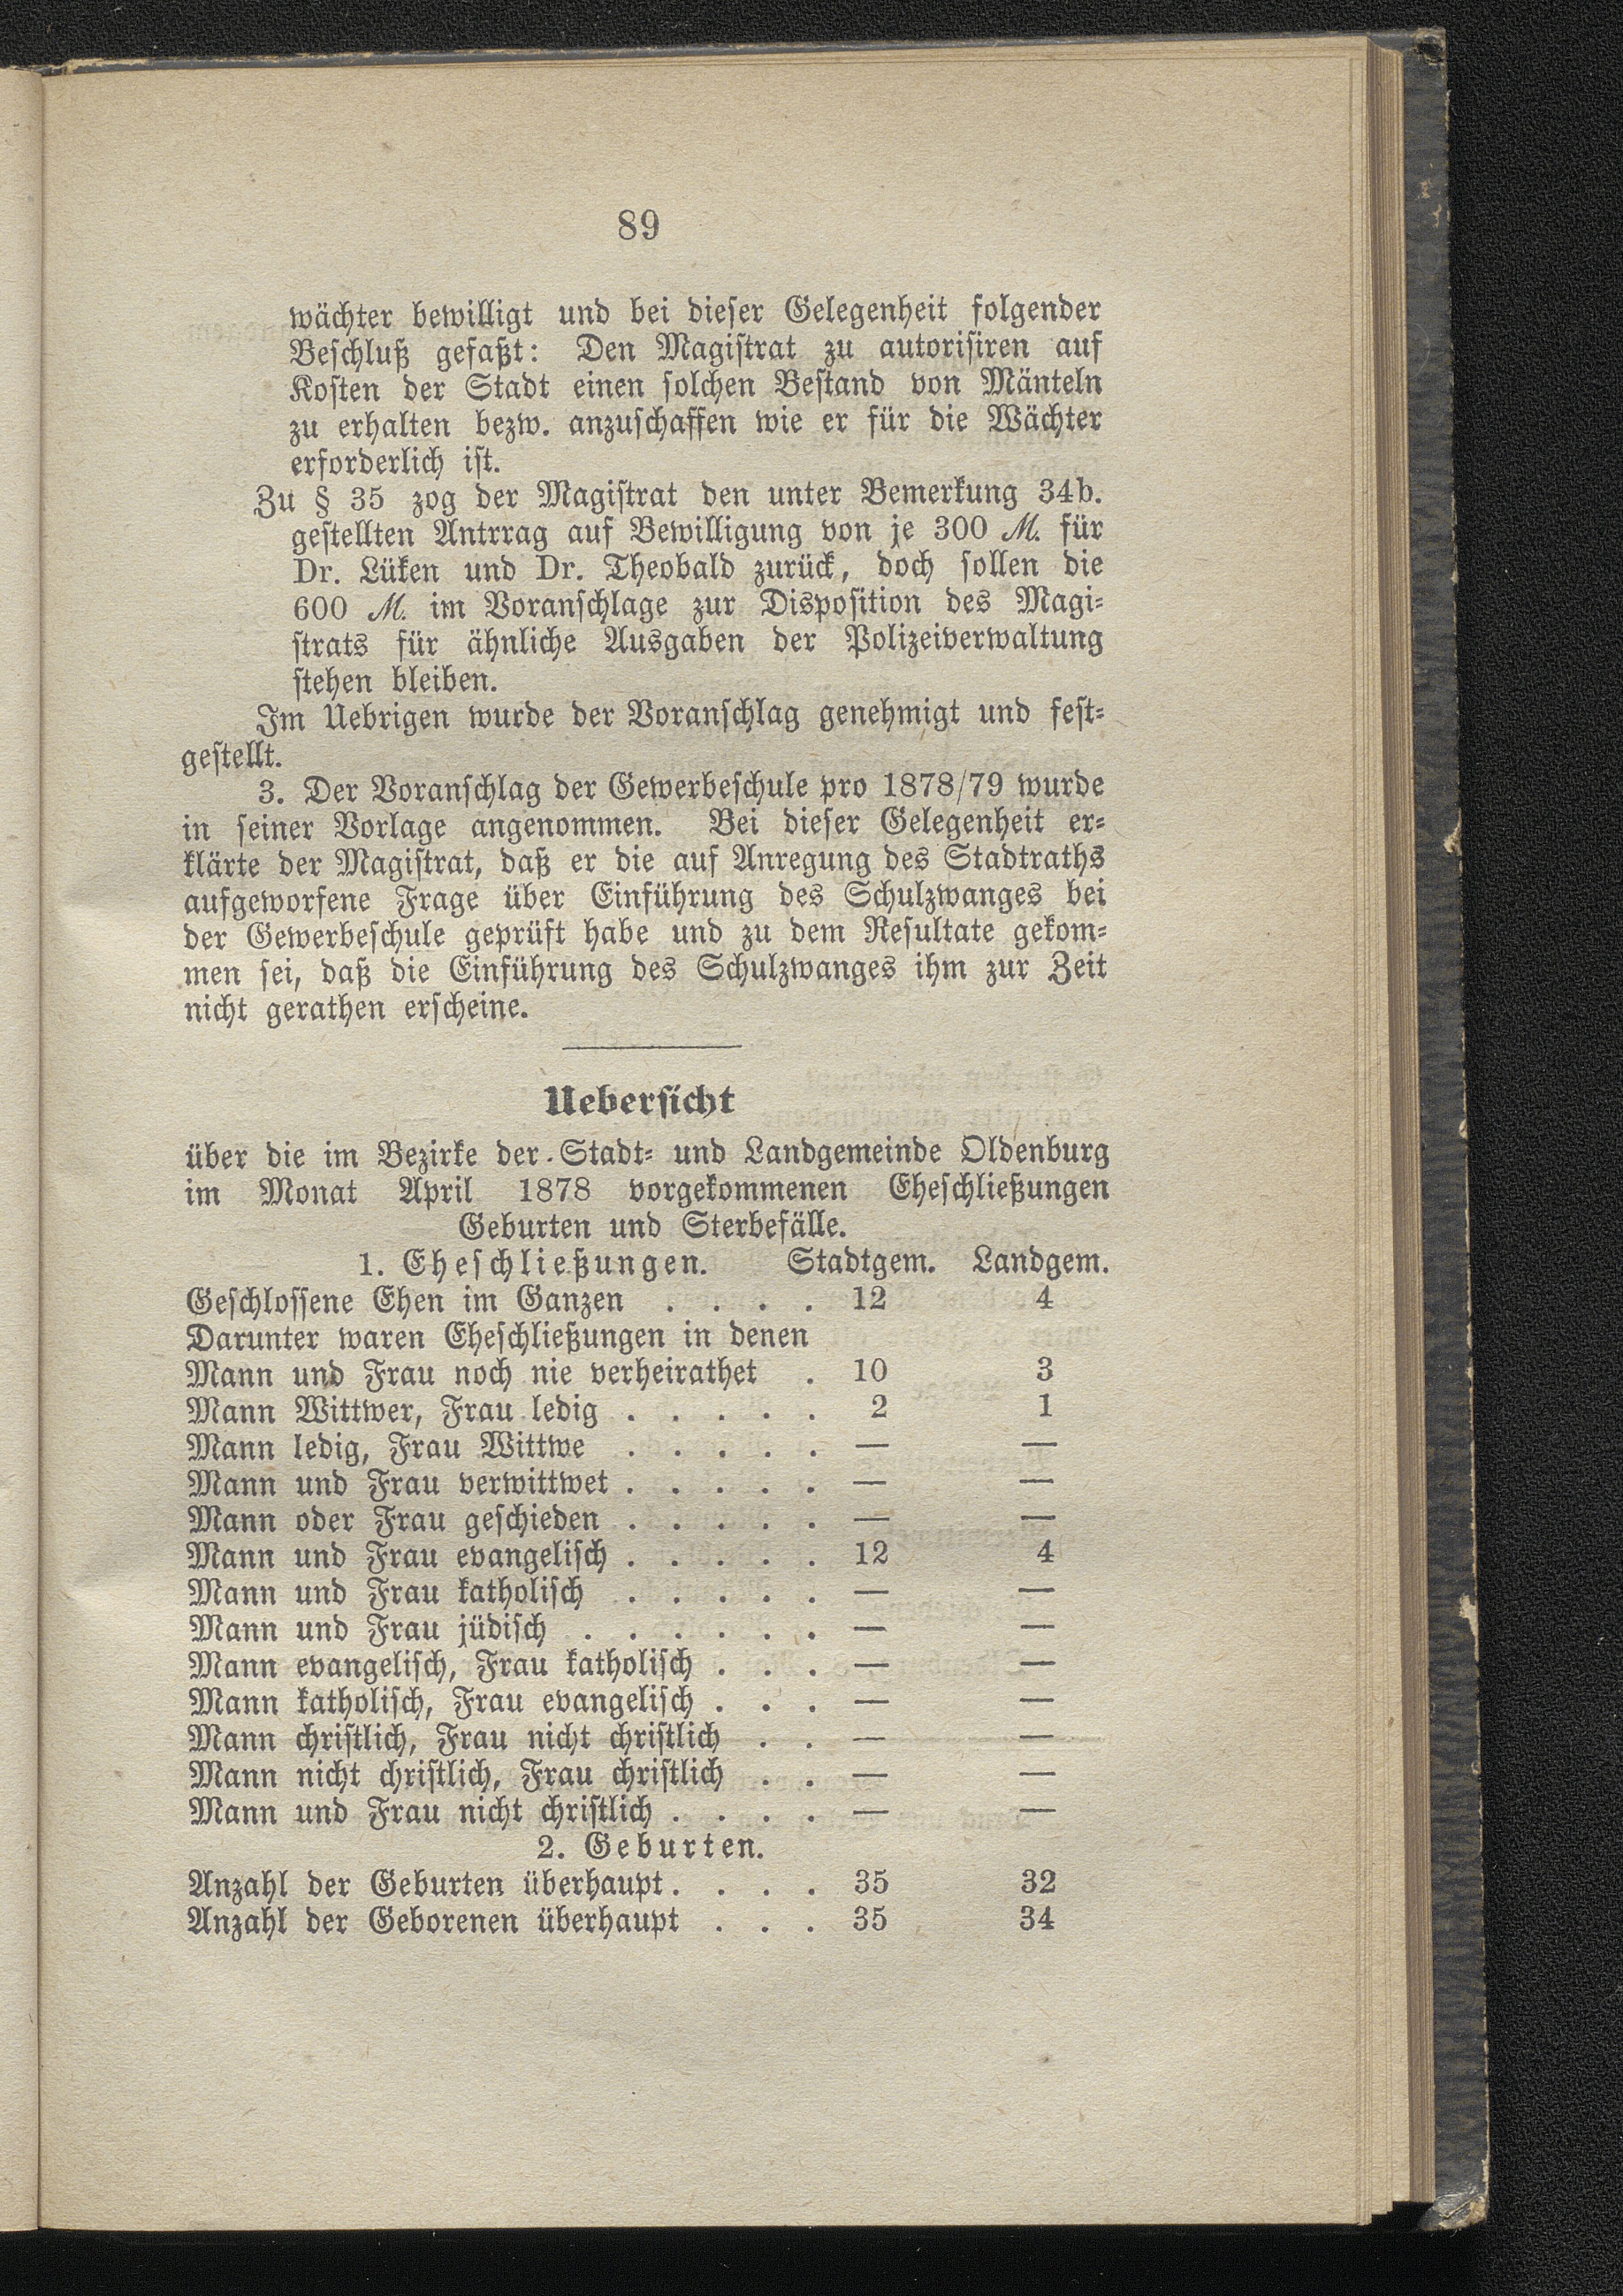 89
wächter bewilligt und bei dieser Gelegenheit folgender
Beschluß gefaßt: Den Magistrat zu autorisiren auf
Kosten der Stadt einen solchen Bestand von Mänteln
zu erhalten bezw. anzuschaffen wie er für die Wächter
erforderlich ist.
Zu § 35 zog der Magistrat den unter Bemerkung 34b.
gestellten Antrrag auf Bewilligung von je 300 M. für
Dr. Lüken und Dr. Theobald zurück, doch sollen die
600 M. im Voranschlage zur Disposition des Magi-
strats für ähnliche Ausgaben der Polizeiverwaltung
stehen bleiben.
Im Uebrigen wurde der Voranschlag genehmigt und fest-
gestellt.
3. Der Voranschlag der Gewerbeschule pro 1878/79 wurde
in seiner Vorlage angenommen. Bei dieser Gelegenheit er-
klärte der Magistrat, daß er die auf Anregung des Stadtraths
aufgeworfene Frage über Einführung des Schulzwanges bei
der Gewerbeschule geprüft habe und zu dem Resultate gekom-
men sei, daß die Einführung des Schulzwanges ihm zur Zeit
nicht gerathen erscheine.
Uebersicht
über die im Bezirke der Stadt- und Landgemeinde Oldenburg
im Monat April 1878 vorgekommenen Eheschließungen
Geburten und Sterbefälle.
1. Eheschließungen. Stadtgem. Landgem.
Geschlossene Ehen im Ganzen . . . . 12 4
Darunter waren Eheschließungen in denen
Mann und Frau noch nie verheirathet . 10 3
Mann Wittwer, Frau ledig . . . . . 2 1
Mann ledig, Frau Wittwe . . . . . — —
Mann und Frau verwittwet . . . . . — —
Mann oder Frau geschieden . . . . . — —
Mann und Frau evangelisch . . . . . 12 4
Mann und Frau katholisch . . . . . — —
Mann und Frau jüdisch . . . . . . — —
Mann evangelisch, Frau katholisch . . . — —
Mann katholisch, Frau evangelisch . . . — —
Mann christlich, Frau nicht christlich . . — —
Mann nicht christlich, Frau christlich . . — —
Mann und Frau nicht christlich . . . . — —
2. Geburten.
Anzahl der Geburten überhaupt . . . . 35 32
Anzahl der Geborenen überhaupt . . . 35 34